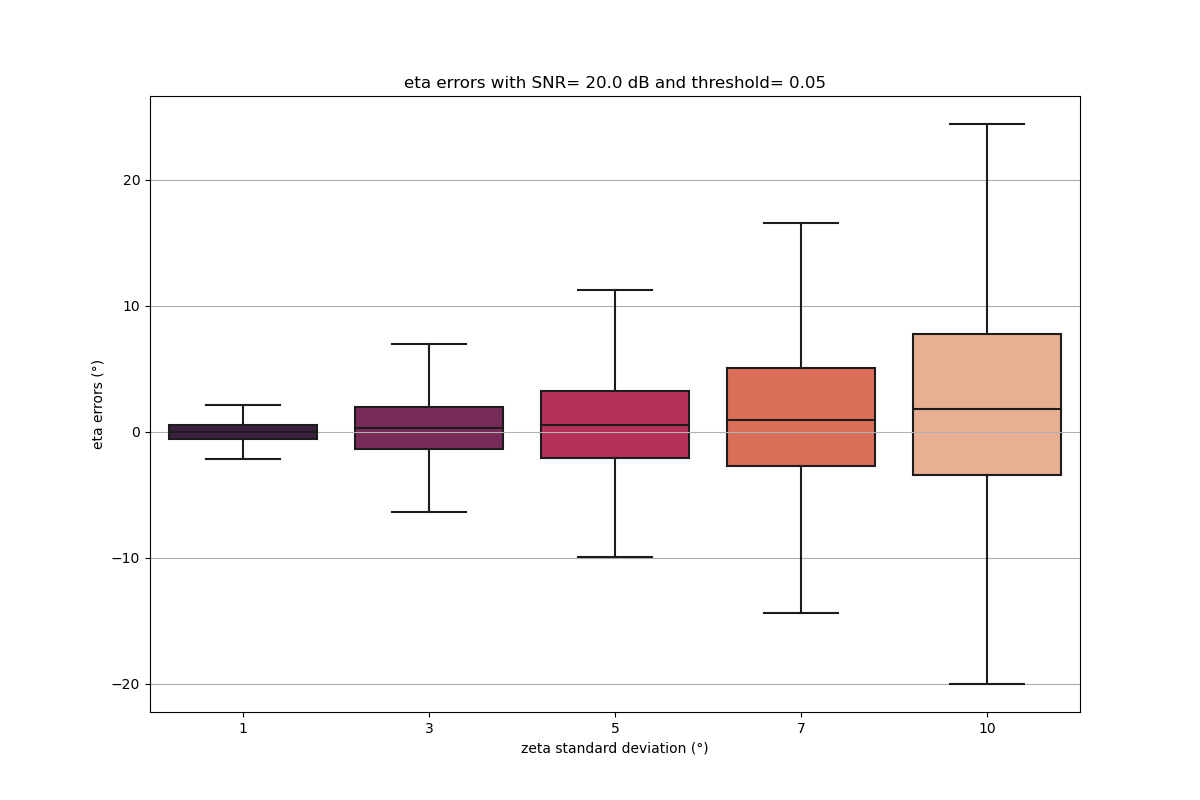 eta errors with SNR= 20.0 dB and threshold= 0.05
20
10
0
−10
−20
eta errors (°)
1 3 5 7 10
zeta standard deviation (°)